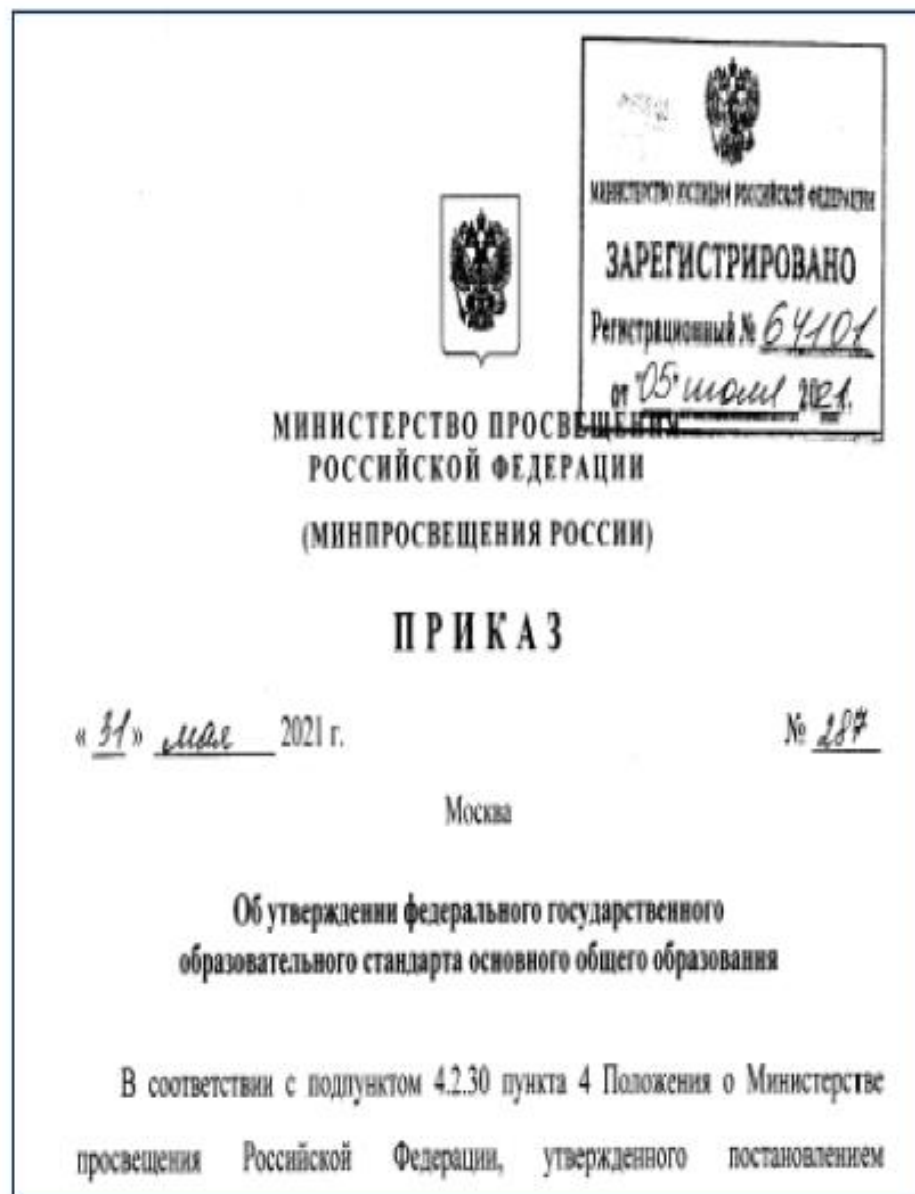 МИНИСТЕРСТВО ЮСТИЦИИ РОССИЙСКОЙ ФЕДЕРАЦИИ
ЗАРЕГИСТРИРОВАНО
Регистрационный № 64101
от "05" июля 2021.
МИНИСТЕРСТВО ПРОСВЕЩЕНИЯ
РОССИЙСКОЙ ФЕДЕРАЦИИ
(МИНПРОСВЕЩЕНИЯ РОССИИ)
ПРИКАЗ
« 31 » мая 2021 г. № 287
Москва
Об утверждении федерального государственного
образовательного стандарта основного общего образования
В соответствии с подпунктом 4.2.30 пункта 4 Положения о Министерстве
просвещения Российской Федерации, утвержденного постановлением